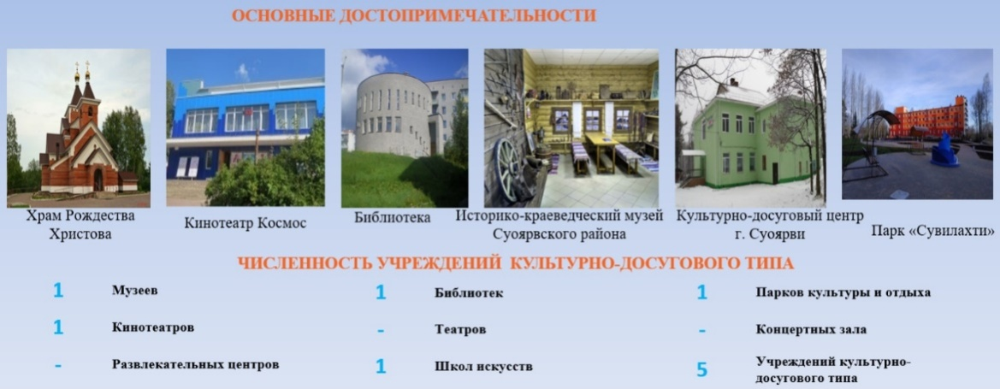 ОСНОВНЫЕ ДОСТОПРИМЕЧАТЕЛЬНОСТИ
Храм Рождества
Христова
Кинотеатр Космос
Библиотека
Историко-краеведческий музей
Суоярвского района
Культурно-досуговый центр
г. Суоярви
Парк «Сувилахти»
ЧИСЛЕННОСТЬ УЧРЕЖДЕНИЙ КУЛЬТУРНО-ДОСУГОВОГО ТИПА
1 Музеев
1 Библиотек
1 Парков культуры и отдыха
1 Кинотеатров
- Театров
- Концертных зала
- Развлекательных центров
1 Школ искусств
5 Учреждений культурно-
досугового типа